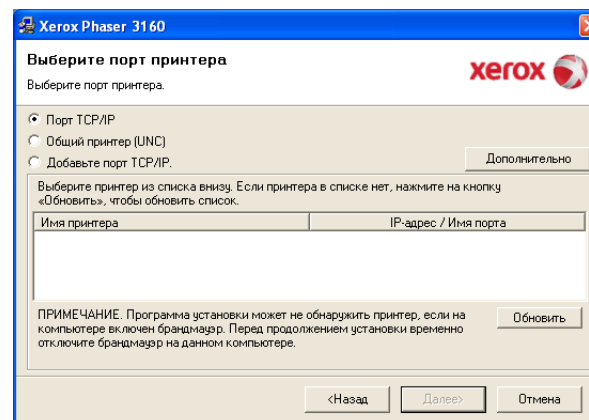 Xerox Phaser 3160
Выберите порт принтера
Выберите порт принтера.
xerox
Порт TCP/IP
Общий принтер (UNC)
Добавьте порт TCP/IP.
Дополнительно
Выберите принтер из списка внизу. Если принтера в списке нет, нажмите на кнопку
«Обновить», чтобы обновить список.
Имя принтера IP-адрес / Имя порта
ПРИМЕЧАНИЕ. Программа установки может не обнаружить принтер, если на
компьютере включен брандмауэр. Перед продолжением установки временно
отключите брандмауэр на данном компьютере.
Обновить
<Назад Далее> Отмена